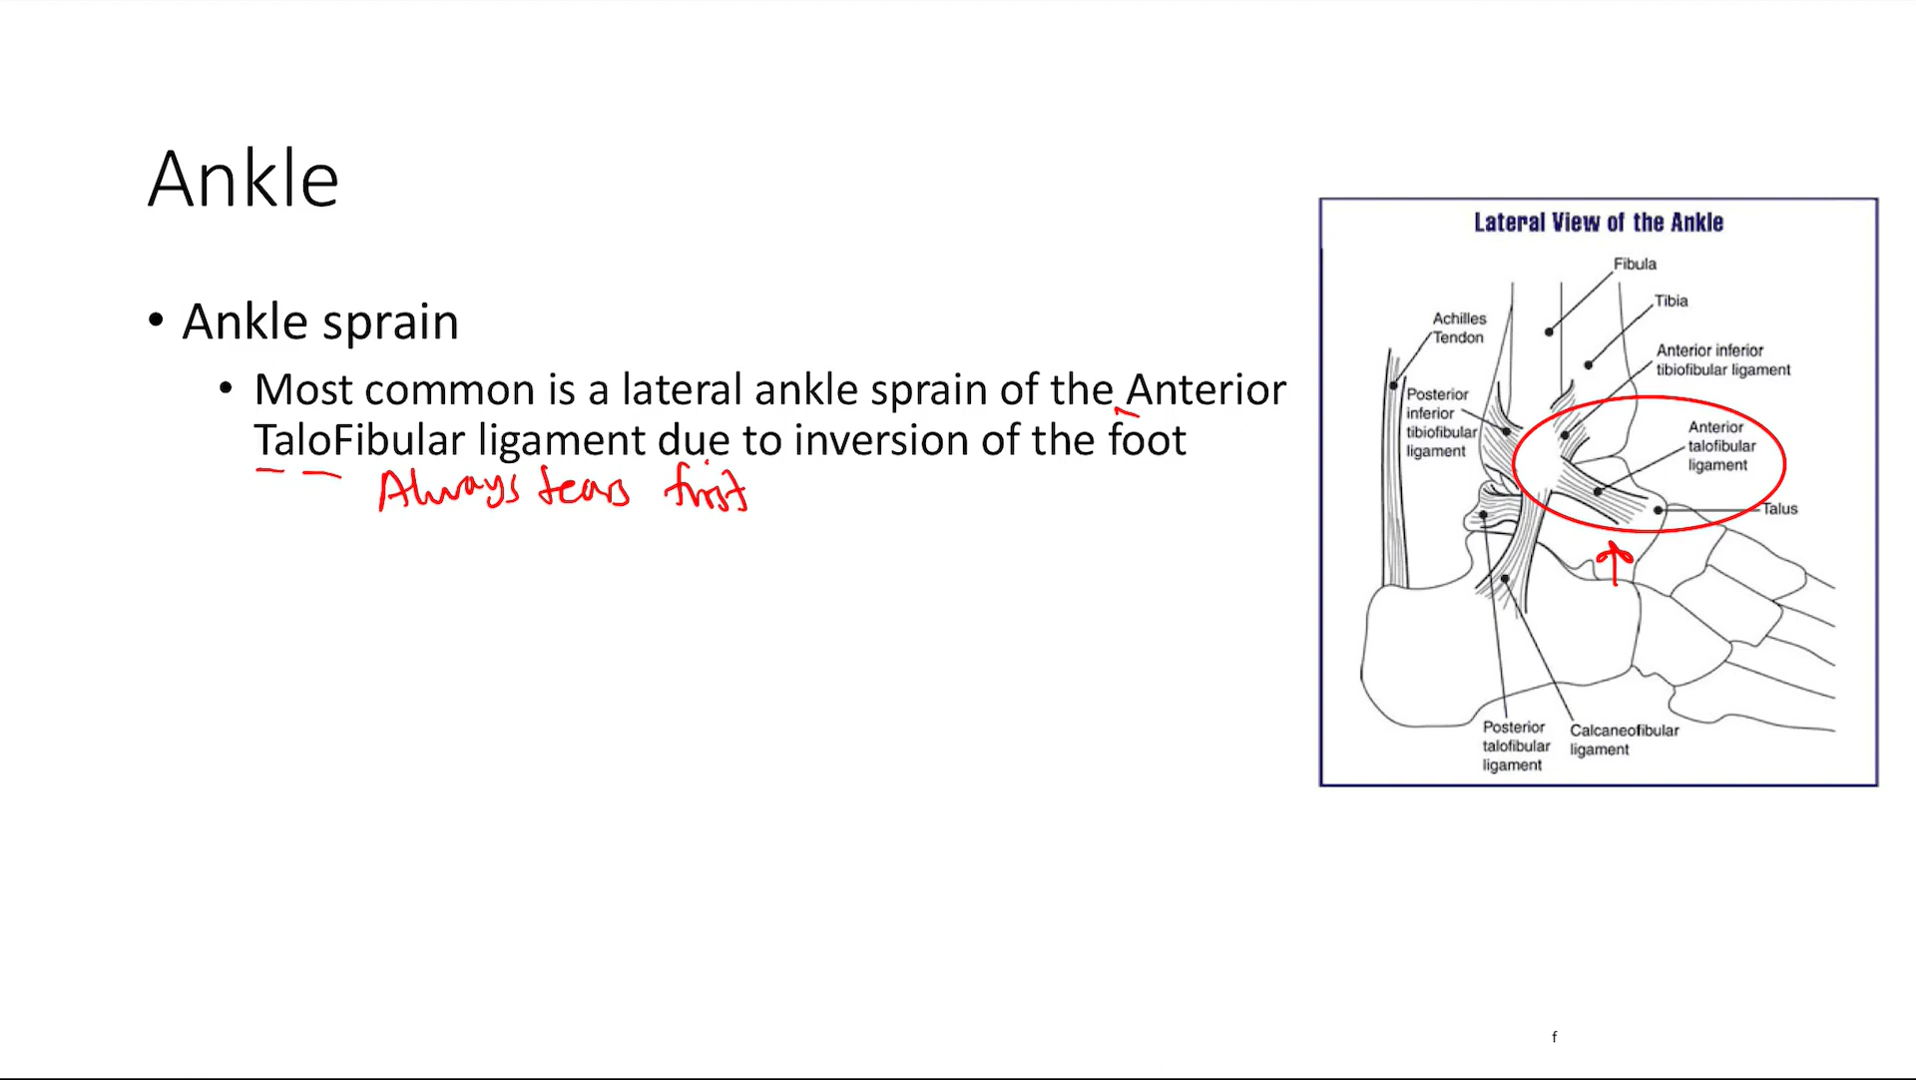 Ankle
• Ankle sprain
• Most common is a lateral ankle sprain of the Anterior
TaloFibular ligament due to inversion of the foot
Always tears first
Lateral View of the Ankle
Fibula
Tibia
Achilles
Tendon
Anterior inferior
tibiofibular ligament
Posterior
inferior
tibiofibular
ligament
Anterior
talofibular
ligament
Talus
Posterior
talofibular
ligament
Calcaneofibular
ligament
f